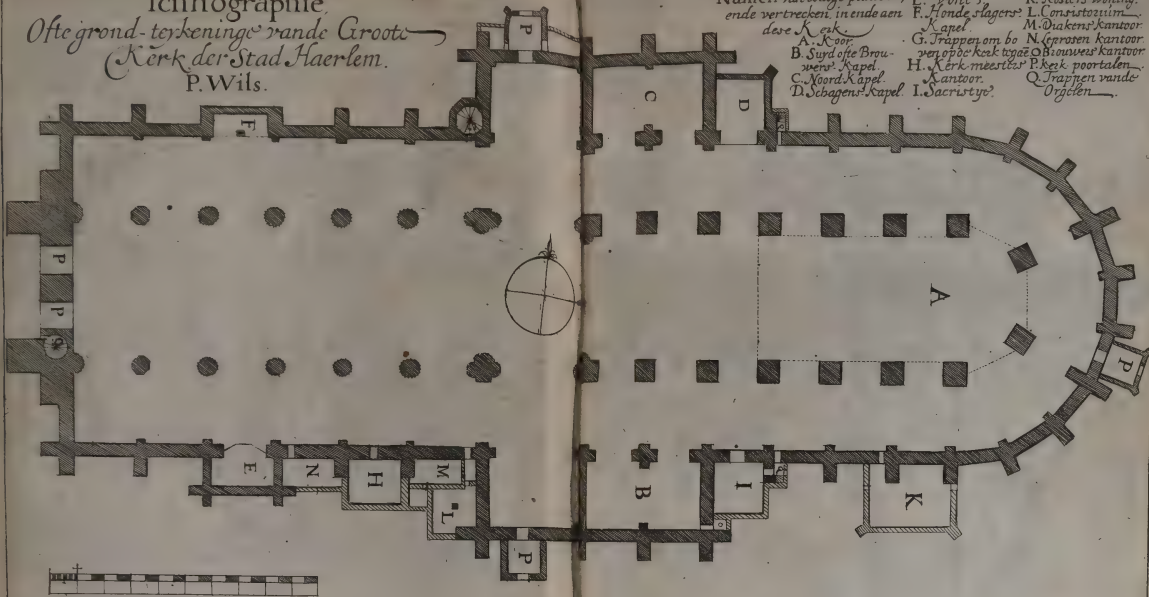 Ichnographie
Ofte grond-terkeninge vande Groote
Kerk der Stad Haerlem.
P. Wils.
ende vertrecken, in ende aen
dese Kerk.
A. Koor.
B. Suyd ofte Brou-
wers Kapel.
C. Noord Kapel.
D. Schagens Kapel.
F. Honde slagers
Kapel.
G. Trappen om bo
ven op de kerk te gaē
H. Kerk meesters
Kantoor.
I. Sacristye.
L. Consistorium
M. Diakens kantoor
N. Leprosen kantoor
O. Brouwers kantoor
P. kerk poortalen
Q. Trappen vande
Orgelen
P
C
D
F
P
P
A
P
E
N
H
M
L
P
B
I
K